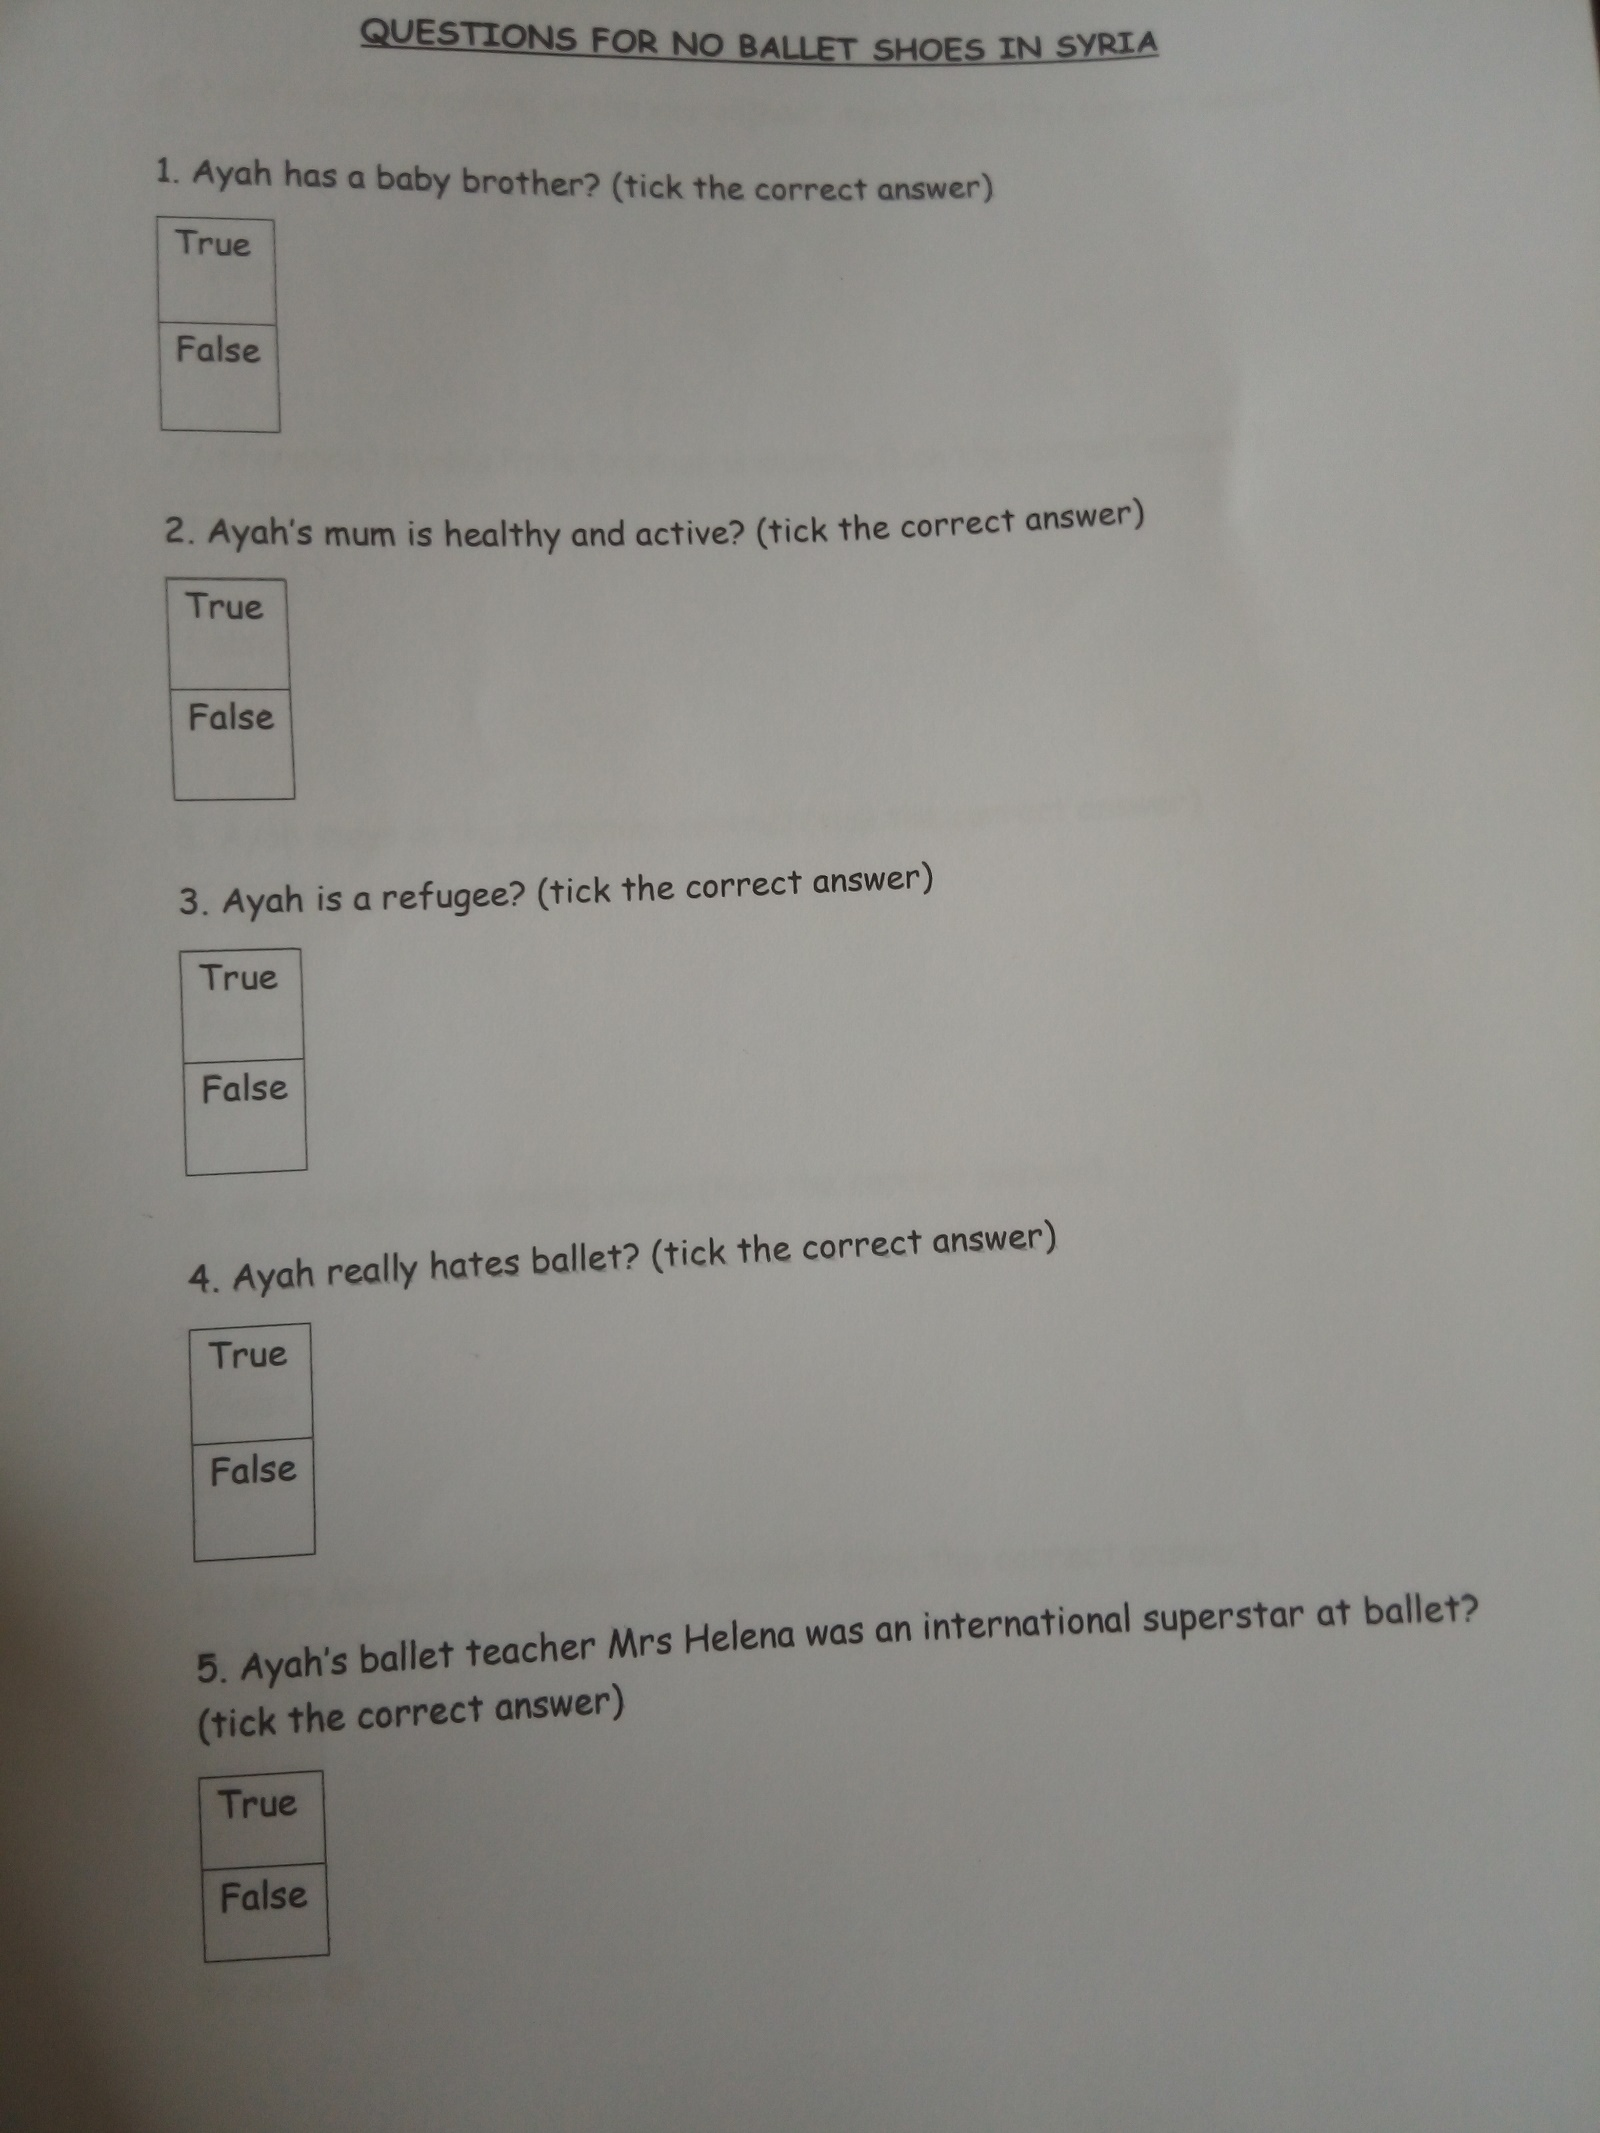 QUESTIONS FOR NO BALLET SHOES IN SYRIA
1. Ayah has a baby brother? (tick the correct answer)
True
False
2. Ayah's mum is healthy and active? (tick the correct answer)
True
False
3. Ayah is a refugee? (tick the correct answer)
True
False
4. Ayah really hates ballet? (tick the correct answer)
True
False
5. Ayah's ballet teacher Mrs Helena was an international superstar at ballet?
(tick the correct answer)
True
False